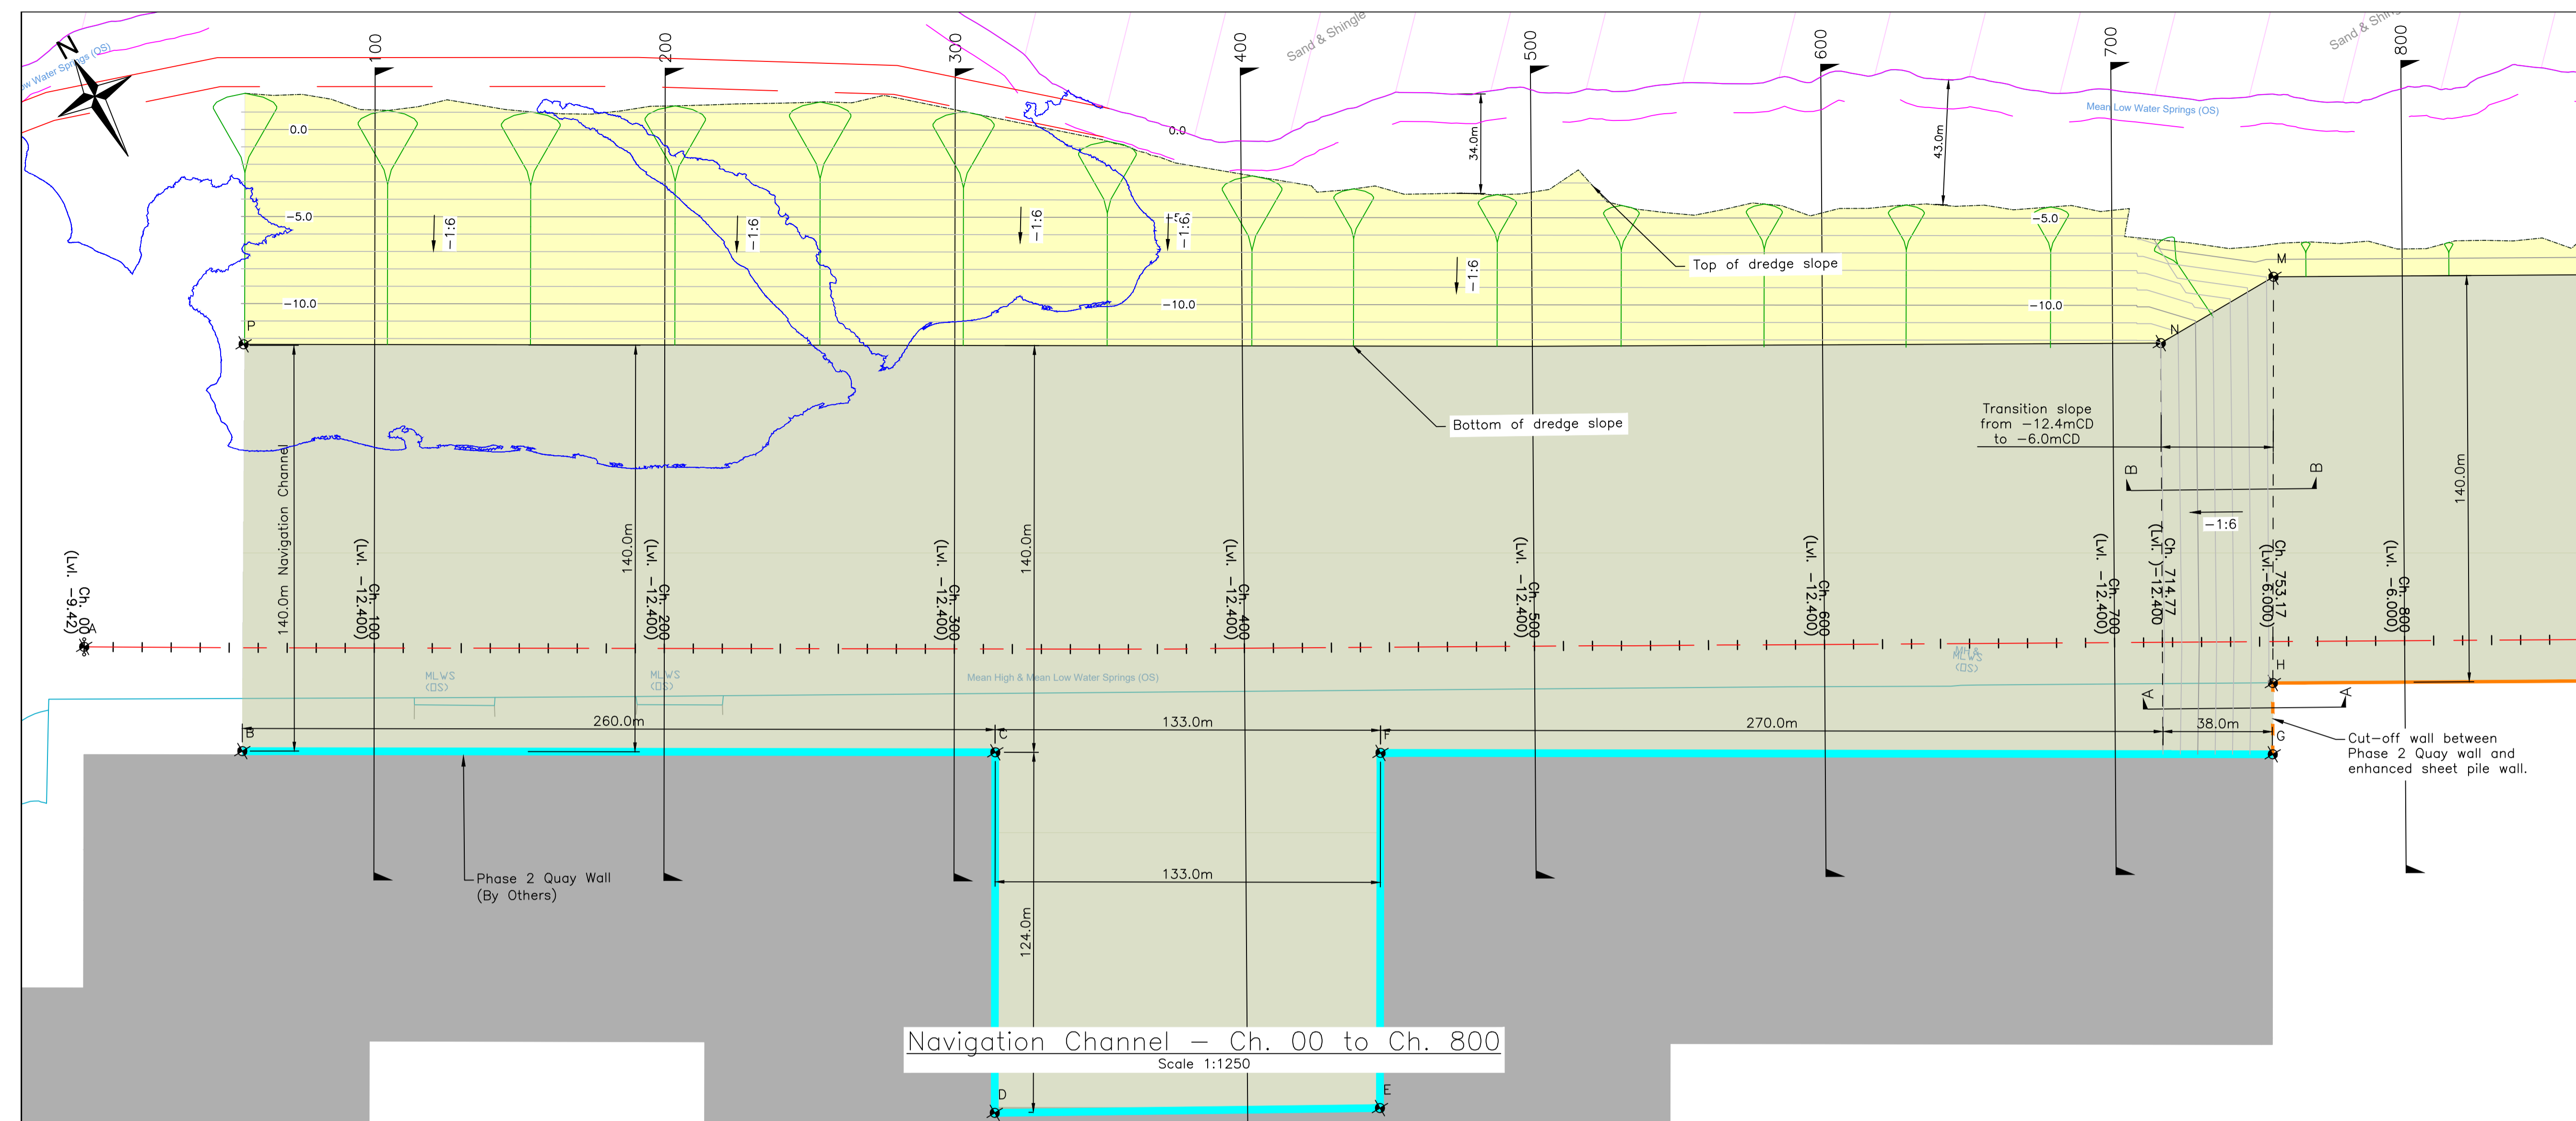 N
ow Water Springs (OS)
100
200
300
400
500
600
700
800
Sand & Shingle
Mean Low Water Springs (OS)
34.0m
43.0m
0.0
0.0
-5.0
-5.0
-10.0
-10.0
-10.0
-1:6
-1:6
-1:6
-1:6
-1:6
Top of dredge slope
Bottom of dredge slope
P
M
N
Transition slope
from -12.4mCD
to -6.0mCD
B
B
-1:6
140.0m Navigation Channel
140.0m
140.0m
140.0m
Ch. 00
(Lvl. -9.42)
A
Ch. 100
(Lvl. -12.400)
Ch. 200
(Lvl. -12.400)
Ch. 300
(Lvl. -12.400)
Ch. 400
(Lvl. -12.400)
Ch. 500
(Lvl. -12.400)
Ch. 600
(Lvl. -12.400)
Ch. 700
(Lvl. -12.400)
Ch. 714.77
(Lvl. )-12.400
Ch. 753.17
(Lvl.-6.000)
Ch. 800
(Lvl. -6.000)
MLWS
(OS)
MLWS
(OS)
Mean High & Mean Low Water Springs (OS)
MLWS
(OS)
H
A
A
260.0m
133.0m
270.0m
38.0m
B
C
F
G
Cut-off wall between
Phase 2 Quay wall and
enhanced sheet pile wall.
Phase 2 Quay Wall
(By Others)
133.0m
124.0m
D
E
Navigation Channel - Ch. 00 to Ch. 800
Scale 1:1250